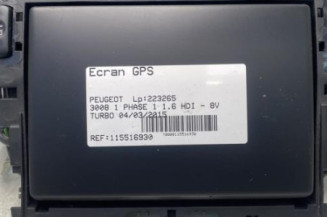 Ecran GPS
PEUGEOT Lp:223265
3008 1 PHASE 1 1.6 HDI - 8V
TURBO 04/03/2015
REF:115516930